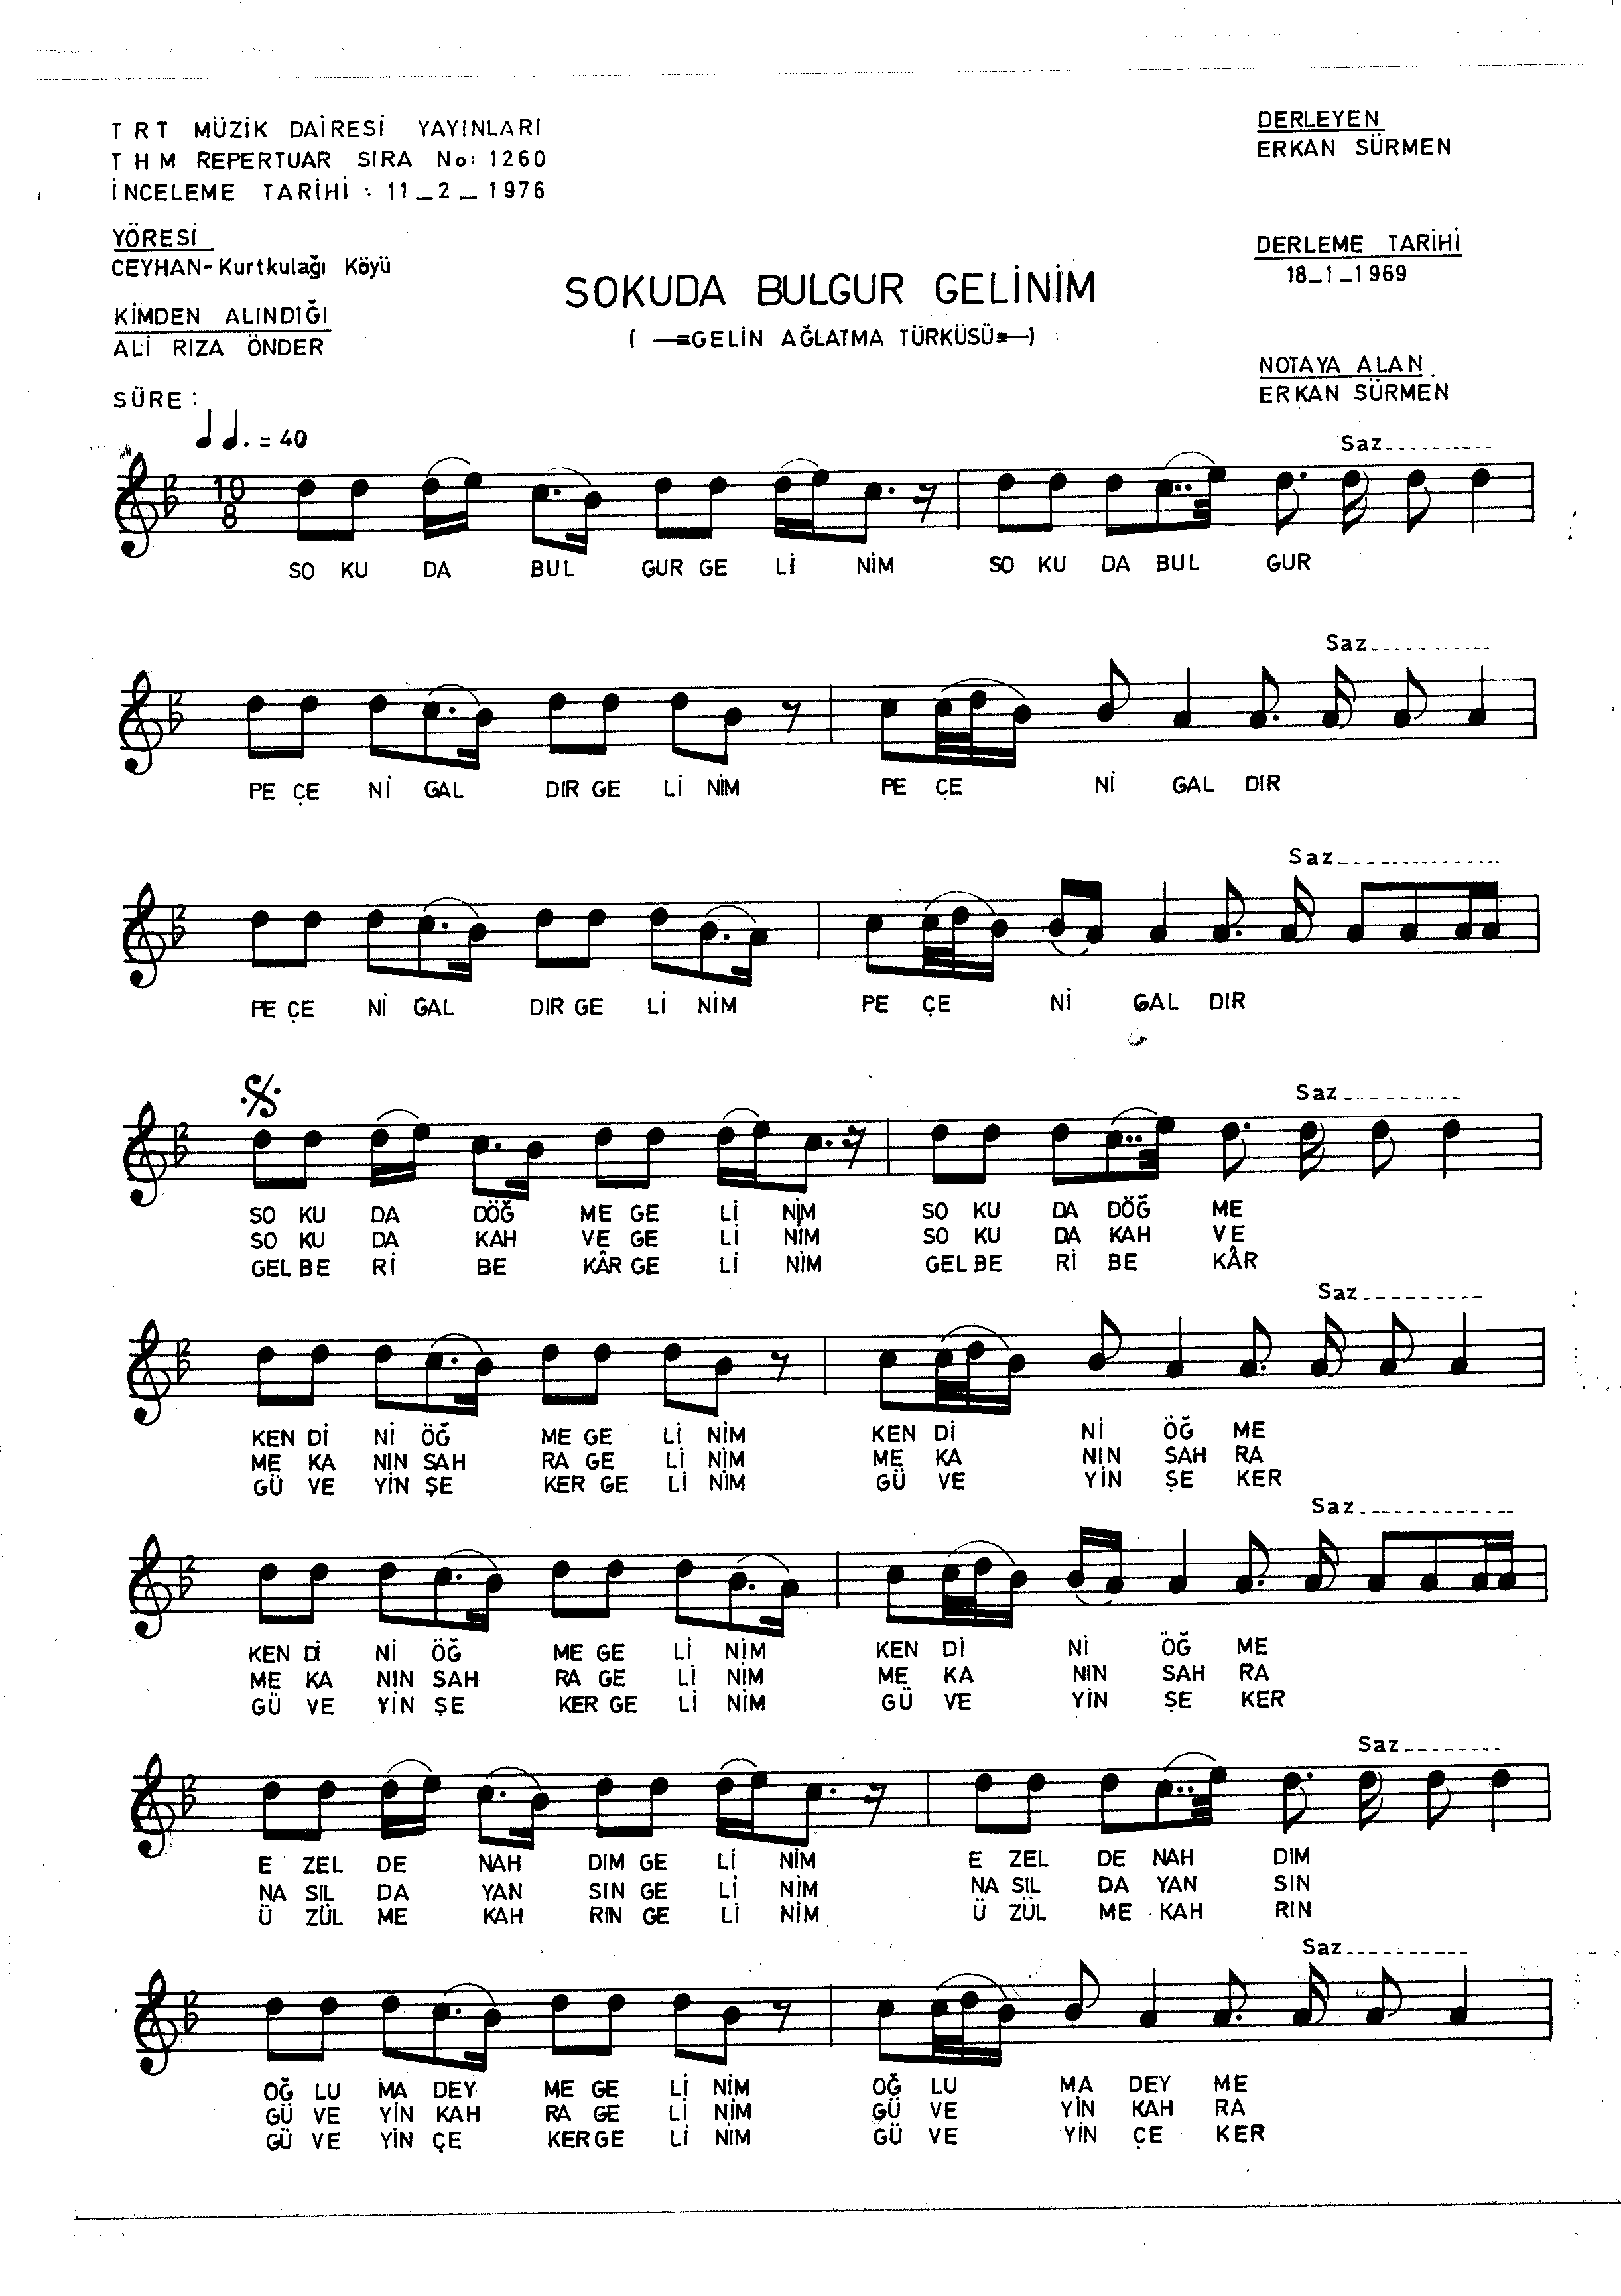 TRT MÜZİK DAİRESİ YAYINLARI
THM REPERTUAR SIRA No: 1260
İNCELEME TARİHİ : 11_2_1976
DERLEYEN
ERKAN SÜRMEN
YÖRESİ
CEYHAN-Kurtkulağı Köyü
DERLEME TARİHİ
18_1_1969
SOKUDA BULGUR GELİNİM
(GELİN AĞLATMA TÜRKÜSÜ)
KİMDEN ALINDIĞI
ALİ RIZA ÖNDER
NOTAYA ALAN
ERKAN SÜRMEN
SÜRE:
= 40
Saz
10
8
SO KU DA BUL GUR GE Lİ NİM SO KU DA BUL GUR
Saz
PE ÇE Nİ GAL DIR GE Lİ NİM PE ÇE Nİ GAL DIR
Saz
PE ÇE Nİ GAL DIR GE Lİ NİM PE ÇE Nİ GAL DIR
Saz
SO KU DA DÖĞ ME GE Lİ NİM SO KU DA DÖĞ ME
SO KU DA KAH VE GE Lİ NİM SO KU DA KAH VE
GEL BE Rİ BE KÂR GE Lİ NİM GEL BE Rİ BE KÂR
Saz
KEN Dİ Nİ ÖĞ ME GE Lİ NİM KEN Dİ Nİ ÖĞ ME
ME KA NIN SAH RA GE Lİ NİM ME KA NIN SAH RA
GÜ VE YİN ŞE KER GE Lİ NİM GÜ VE YİN ŞE KER
Saz
KEN Dİ Nİ ÖĞ ME GE Lİ NİM KEN Dİ Nİ ÖĞ ME
ME KA NIN SAH RA GE Lİ NİM ME KA NIN SAH RA
GÜ VE YİN ŞE KER GE Lİ NİM GÜ VE YİN ŞE KER
Saz
E ZEL DE NAH DIM GE Lİ NİM E ZEL DE NAH DIM
NA SIL DA YAN SIN GE Lİ NİM NA SIL DA YAN SIN
Ü ZÜL ME KAH RIN GE Lİ NİM Ü ZÜL ME KAH RIN
Saz
OĞ LU MA DEY ME GE Lİ NİM OĞ LU MA DEY ME
GÜ VE YİN KAH RA GE Lİ NİM GÜ VE YİN KAH RA
GÜ VE YİN ÇE KER GE Lİ NİM GÜ VE YİN ÇE KER